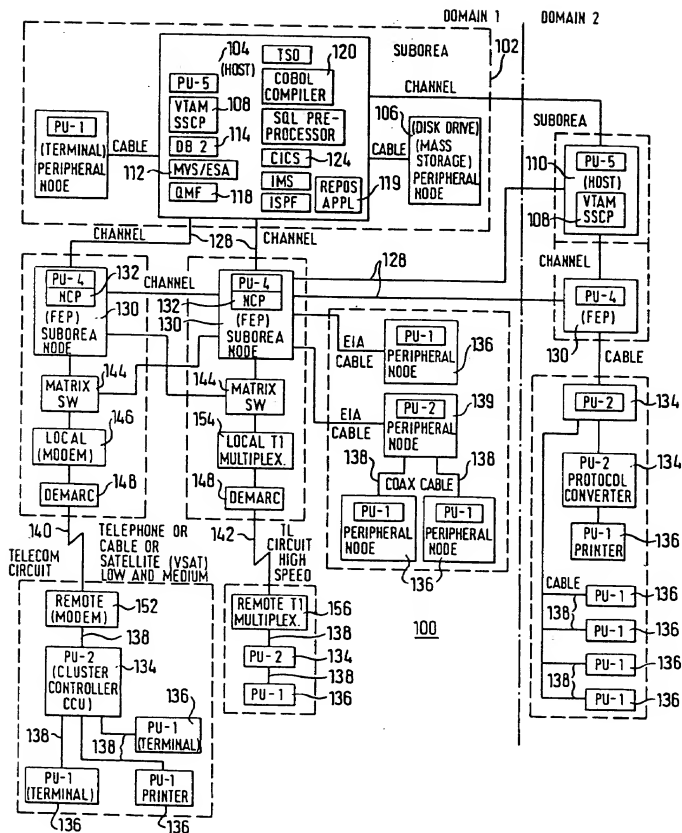 DOMAIN 1
DOMAIN 2
104
(HOST)
TSO
120
SUBOREA
102
PU-5
COBOL
COMPILER
CHANNEL
VTAM
SSCP
108
SQL PRE-
PROCESSOR
106
(DISK DRIVE)
(MASS
STORAGE)
PERIPHERAL
NODE
PU-1
(TERMINAL)
PERIPHERAL
NODE
CABLE
DB 2
114
CICS
124
CABLE
112
MVS/ESA
IMS
QMF
118
ISPF
REPOS
APPL
119
SUBOREA
PU-5
110
(HOST)
VTAM
SSCP
108
CHANNEL
128
CHANNEL
CHANNEL
PU-4
NCP
132
(FEP)
130
SUBOREA
NODE
CHANNEL
PU-4
NCP
132
(FEP)
130
SUBOREA
NODE
128
PU-4
(FEP)
130
CABLE
EIA
CABLE
PU-1
PERIPHERAL
NODE
136
144
MATRIX
SW
144
MATRIX
SW
EIA
CABLE
PU-2
PERIPHERAL
NODE
139
146
LOCAL
(MODEM)
154
LOCAL T1
MULTIPLEX.
138
138
COAX CABLE
148
DEMARC
148
DEMARC
PU-1
PERIPHERAL
NODE
PU-1
PERIPHERAL
NODE
136
136
PU-2
134
PU-2
PROTOCOL
CONVERTER
134
PU-1
PRINTER
136
CABLE
138
PU-1
136
PU-1
136
138
PU-1
136
PU-1
136
140
TELECOM
CIRCUIT
TELEPHONE OR
CABLE OR
SATELLITE (VSAT)
LOW AND MEDIUM
142
TL
CIRCUIT
HIGH
SPEED
REMOTE
(MODEM)
152
138
PU-2
(CLUSTER
CONTROLLER
CCU)
134
136
PU-1
(TERMINAL)
138
138
PU-1
(TERMINAL)
136
PU-1
PRINTER
136
REMOTE T1
MULTIPLEX.
156
138
PU-2
134
138
PU-1
136
100